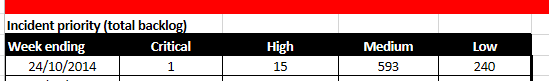 Incident priority (total backlog)
Week ending Critical High Medium Low
24/10/2014 1 15 593 240